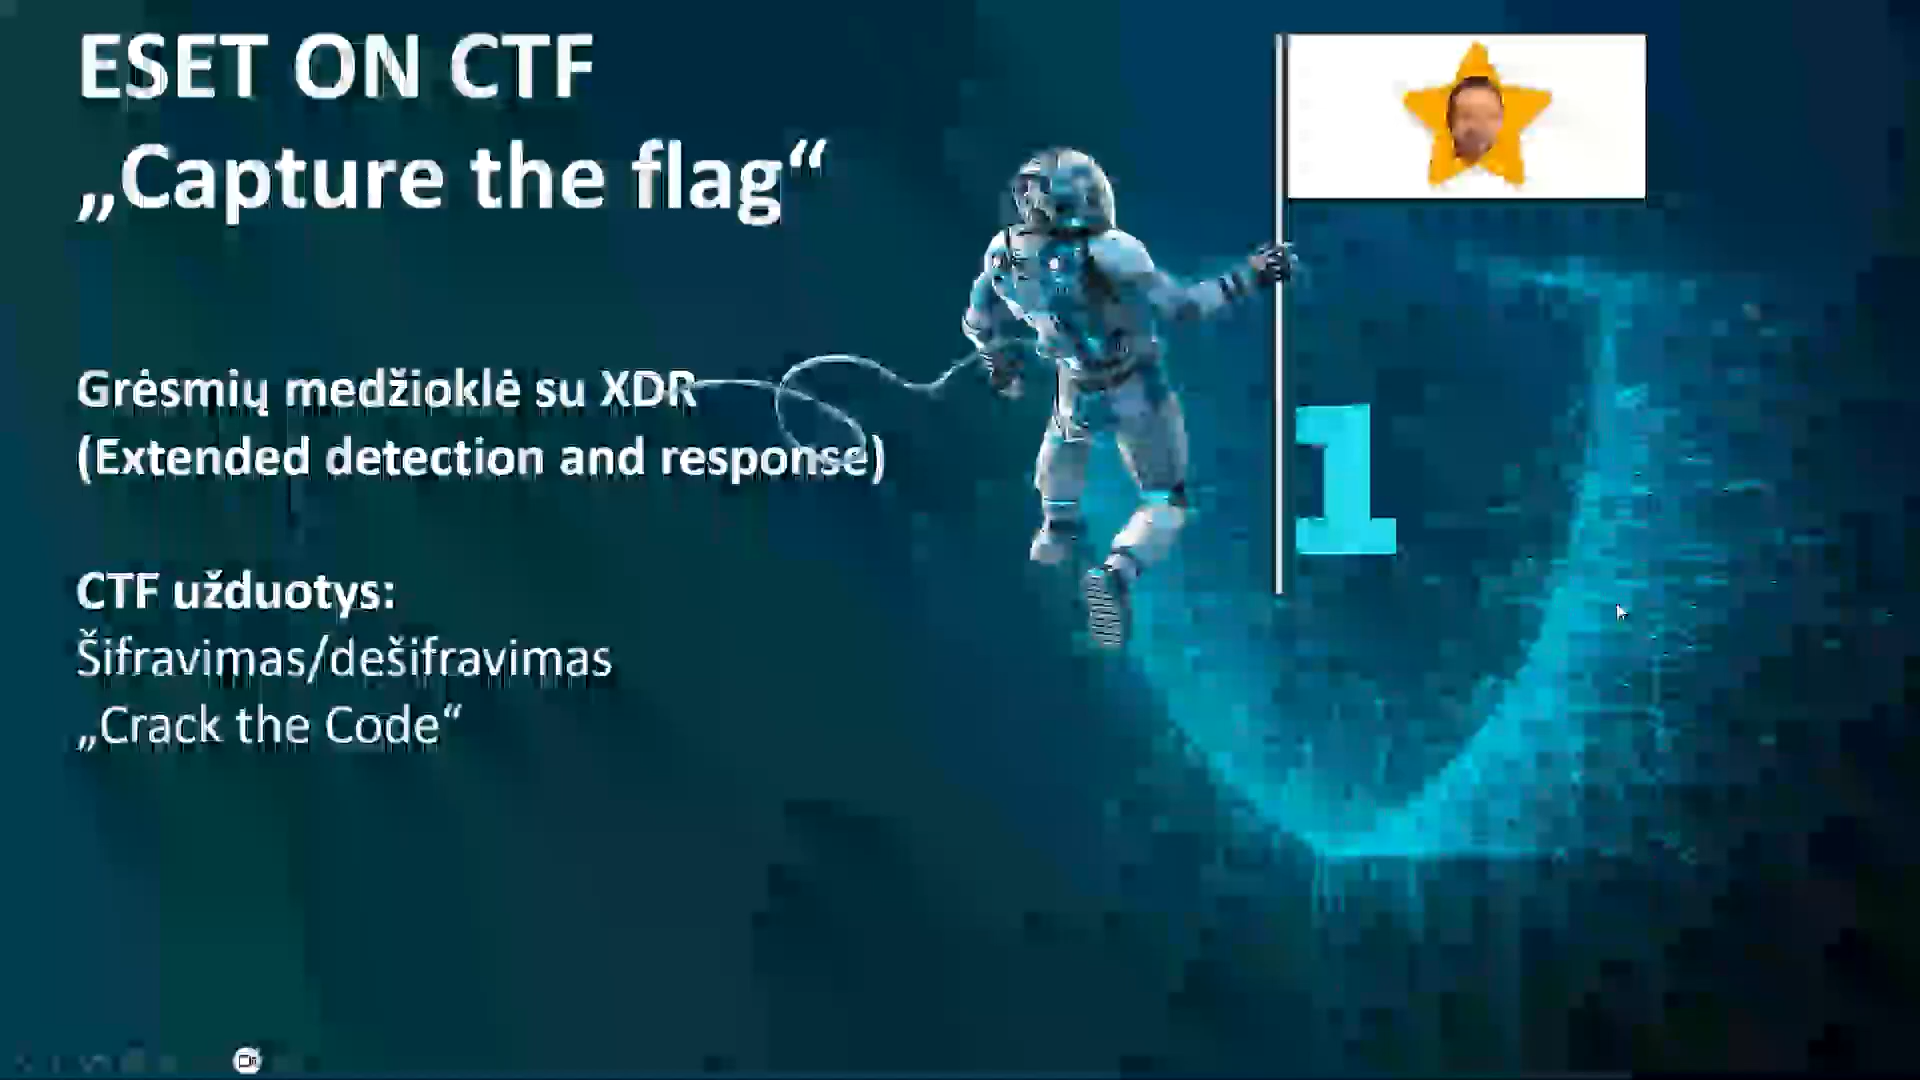 ESET ON CTF
„Capture the flag“
Grėsmių medžioklė su XDR
(Extended detection and response)
CTF užduotys:
Šifravimas/dešifravimas
„Crack the Code“
1